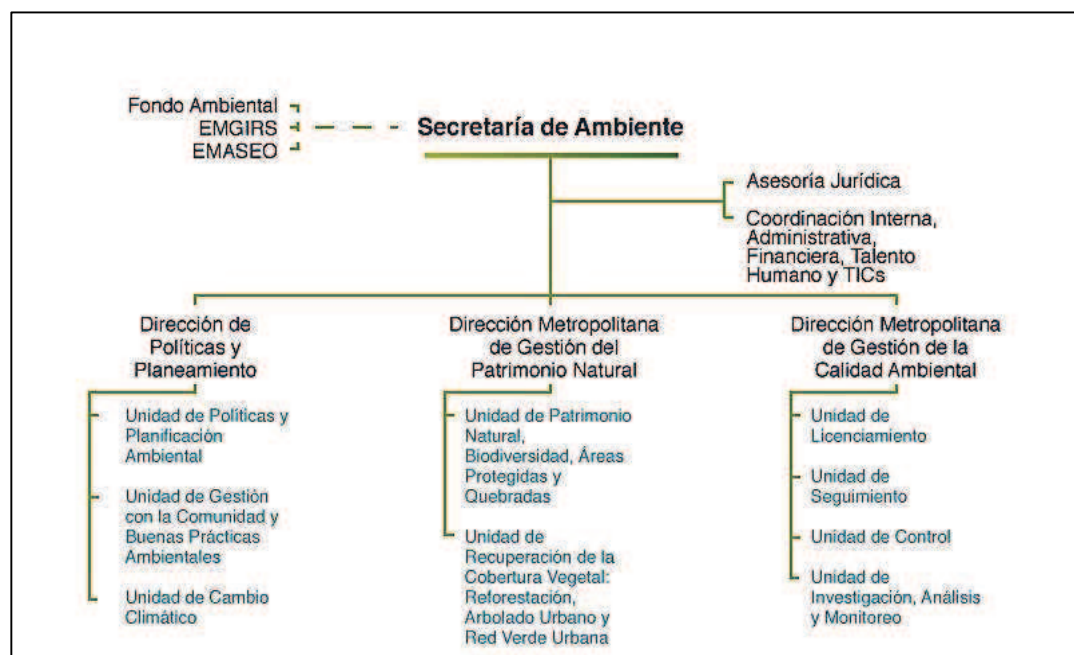 Fondo Ambiental
EMGIRS
EMASEO
Secretaría de Ambiente
Asesoría Jurídica
Coordinación Interna,
Administrativa,
Financiera, Talento
Humano y TICs
Dirección de
Políticas y
Planeamiento
Unidad de Políticas y
Planificación
Ambiental
Unidad de Gestión
con la Comunidad y
Buenas Prácticas
Ambientales
Unidad de Cambio
Climático
Dirección Metropolitana
de Gestión del
Patrimonio Natural
Unidad de Patrimonio
Natural,
Biodiversidad, Áreas
Protegidas y
Quebradas
Unidad de
Recuperación de la
Cobertura Vegetal:
Reforestación,
Arbolado Urbano y
Red Verde Urbana
Dirección Metropolitana
de Gestión de la
Calidad Ambiental
Unidad de
Licenciamiento
Unidad de
Seguimiento
Unidad de Control
Unidad de
Investigación, Análisis
y Monitoreo